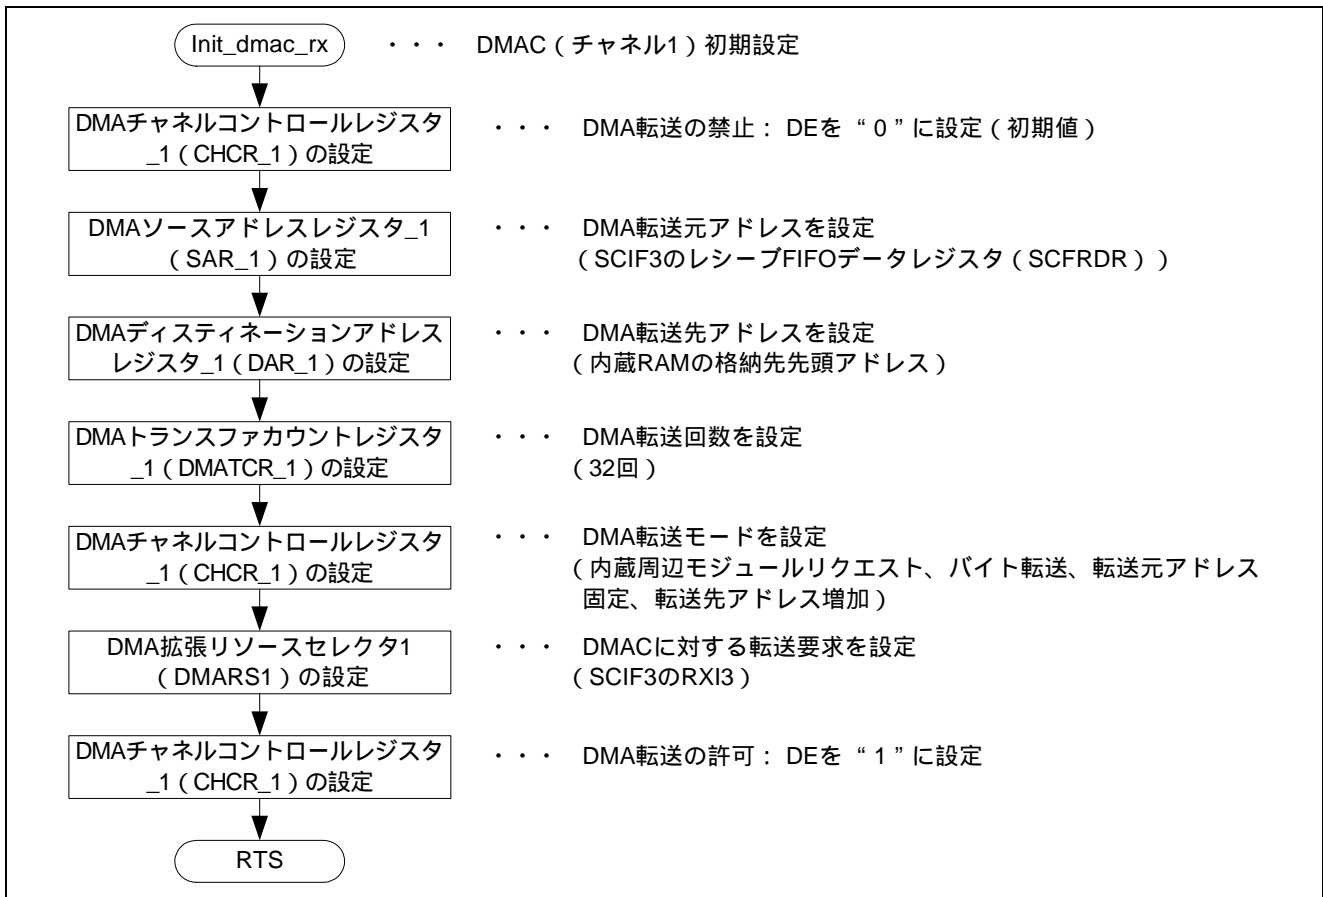 Init_dmac_rx ・・・ DMAC（チャネル1）初期設定
DMAチャネルコントロールレジスタ ・・・ DMA転送の禁止： DEを“0”に設定（初期値）
_1（CHCR_1）の設定
DMAソースアドレスレジスタ_1 ・・・ DMA転送元アドレスを設定
（SAR_1）の設定 （SCIF3のレシーブFIFOデータレジスタ（SCFRDR））
DMAディスティネーションアドレス ・・・ DMA転送先アドレスを設定
レジスタ_1（DAR_1）の設定 （内蔵RAMの格納先先頭アドレス）
DMAトランスファカウントレジスタ ・・・ DMA転送回数を設定
_1（DMATCR_1）の設定 （32回）
DMAチャネルコントロールレジスタ ・・・ DMA転送モードを設定
_1（CHCR_1）の設定 （内蔵周辺モジュールリクエスト、バイト転送、転送元アドレス
固定、転送先アドレス増加）
DMA拡張リソースセレクタ1 ・・・ DMACに対する転送要求を設定
（DMARS1）の設定 （SCIF3のRXI3）
DMAチャネルコントロールレジスタ ・・・ DMA転送の許可： DEを“1”に設定
_1（CHCR_1）の設定
RTS